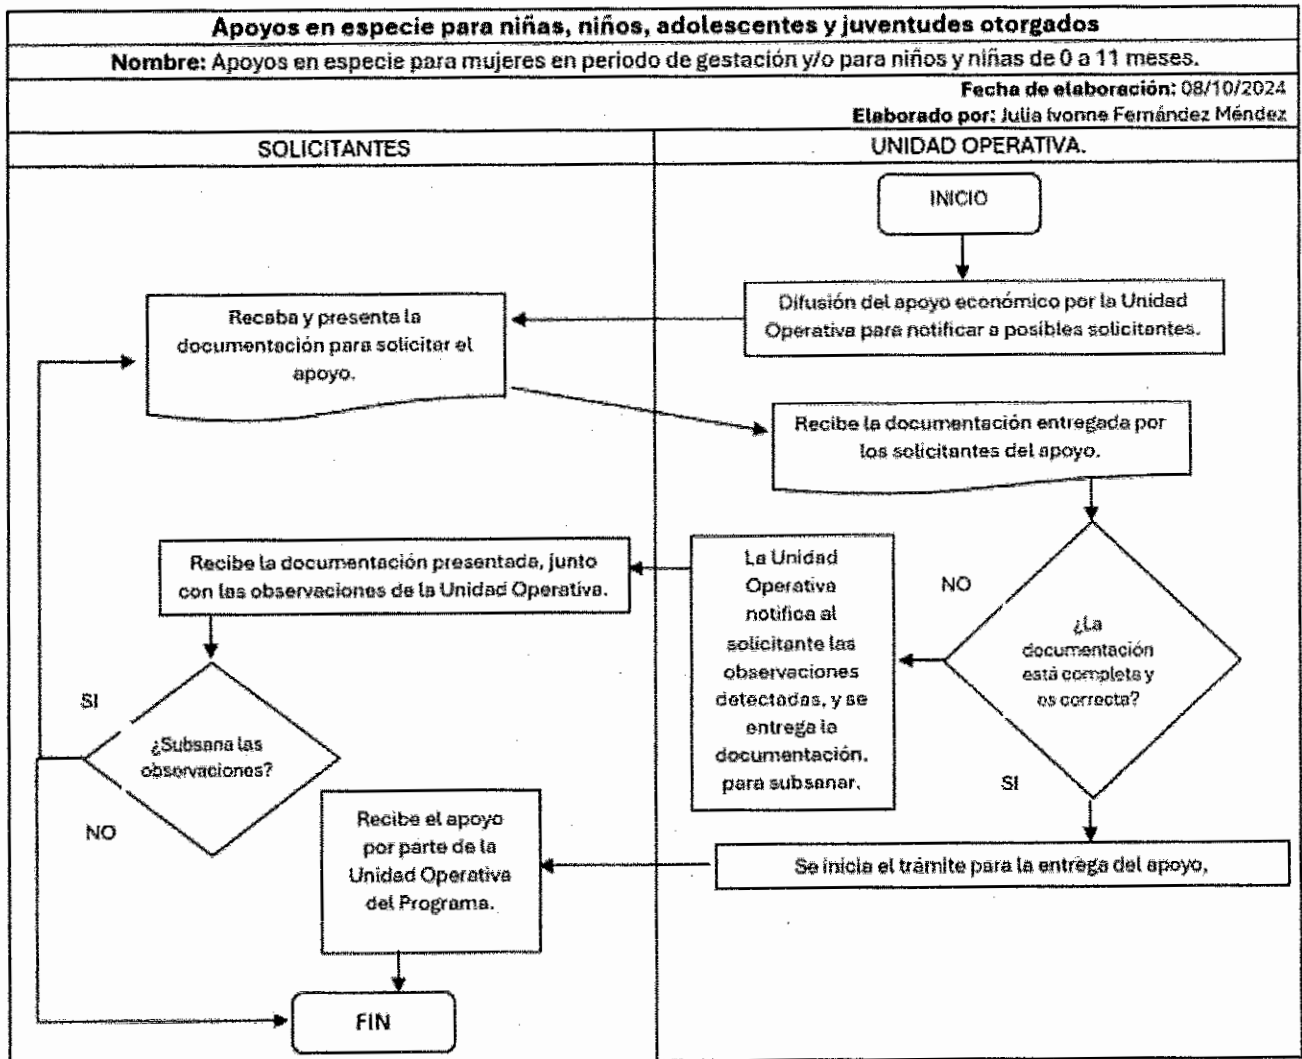 Apoyos en especie para niñas, niños, adolescentes y juventudes otorgados
Nombre: Apoyos en especie para mujeres en periodo de gestación y/o para niños y niñas de 0 a 11 meses.
Fecha de elaboración: 08/10/2024
Elaborado por: Julia Ivonne Fernández Méndez
SOLICITANTES
UNIDAD OPERATIVA.
INICIO
Difusión del apoyo económico por la Unidad
Operativa para notificar a posibles solicitantes.
Recaba y presenta la
documentación para solicitar el
apoyo.
Recibe la documentación entregada por
los solicitantes del apoyo.
¿La
documentación
está completa y
es correcta?
NO
La Unidad
Operativa
notifica al
solicitante las
observaciones
detectadas, y se
entrega la
documentación,
para subsanar.
Recibe la documentación presentada, junto
con las observaciones de la Unidad Operativa.
¿Subsana las
observaciones?
SI
NO
SI
Se inicia el trámite para la entrega del apoyo,
Recibe el apoyo
por parte de la
Unidad Operativa
del Programa.
FIN